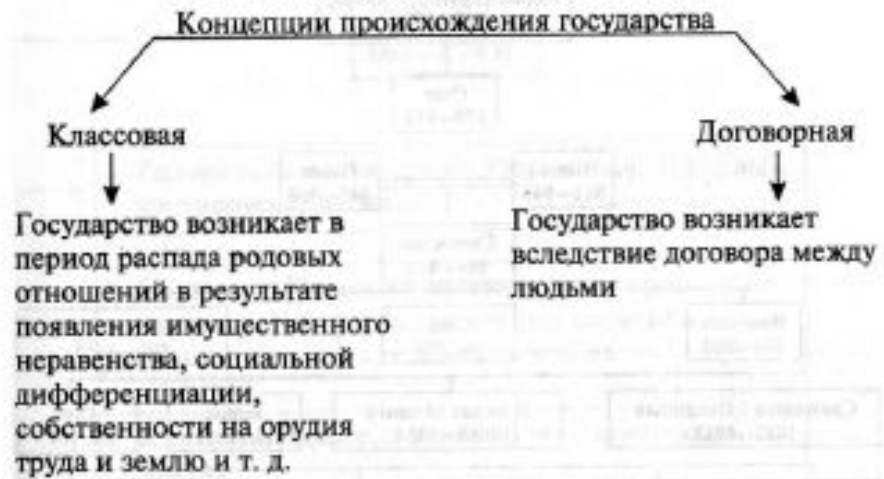 Концепции происхождения государства
Классовая
Государство возникает в
период распада родовых
отношений в результате
появления имущественного
неравенства, социальной
дифференциации,
собственности на орудия
труда и землю и т. д.
Договорная
Государство возникает
вследствие договора между
людьми